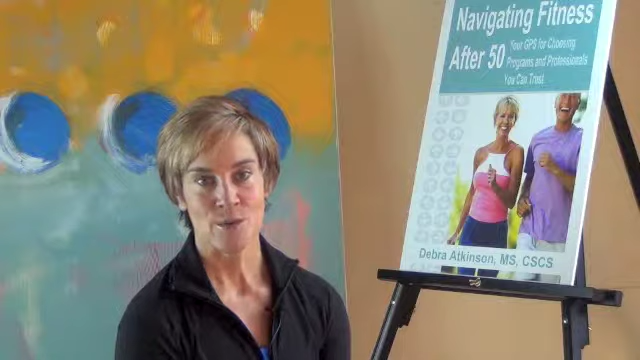 Navigating Fitness
After 50
Your GPS for Choosing
Programs and Professionals
You Can Trust
Debra Atkinson, MS, CSCS